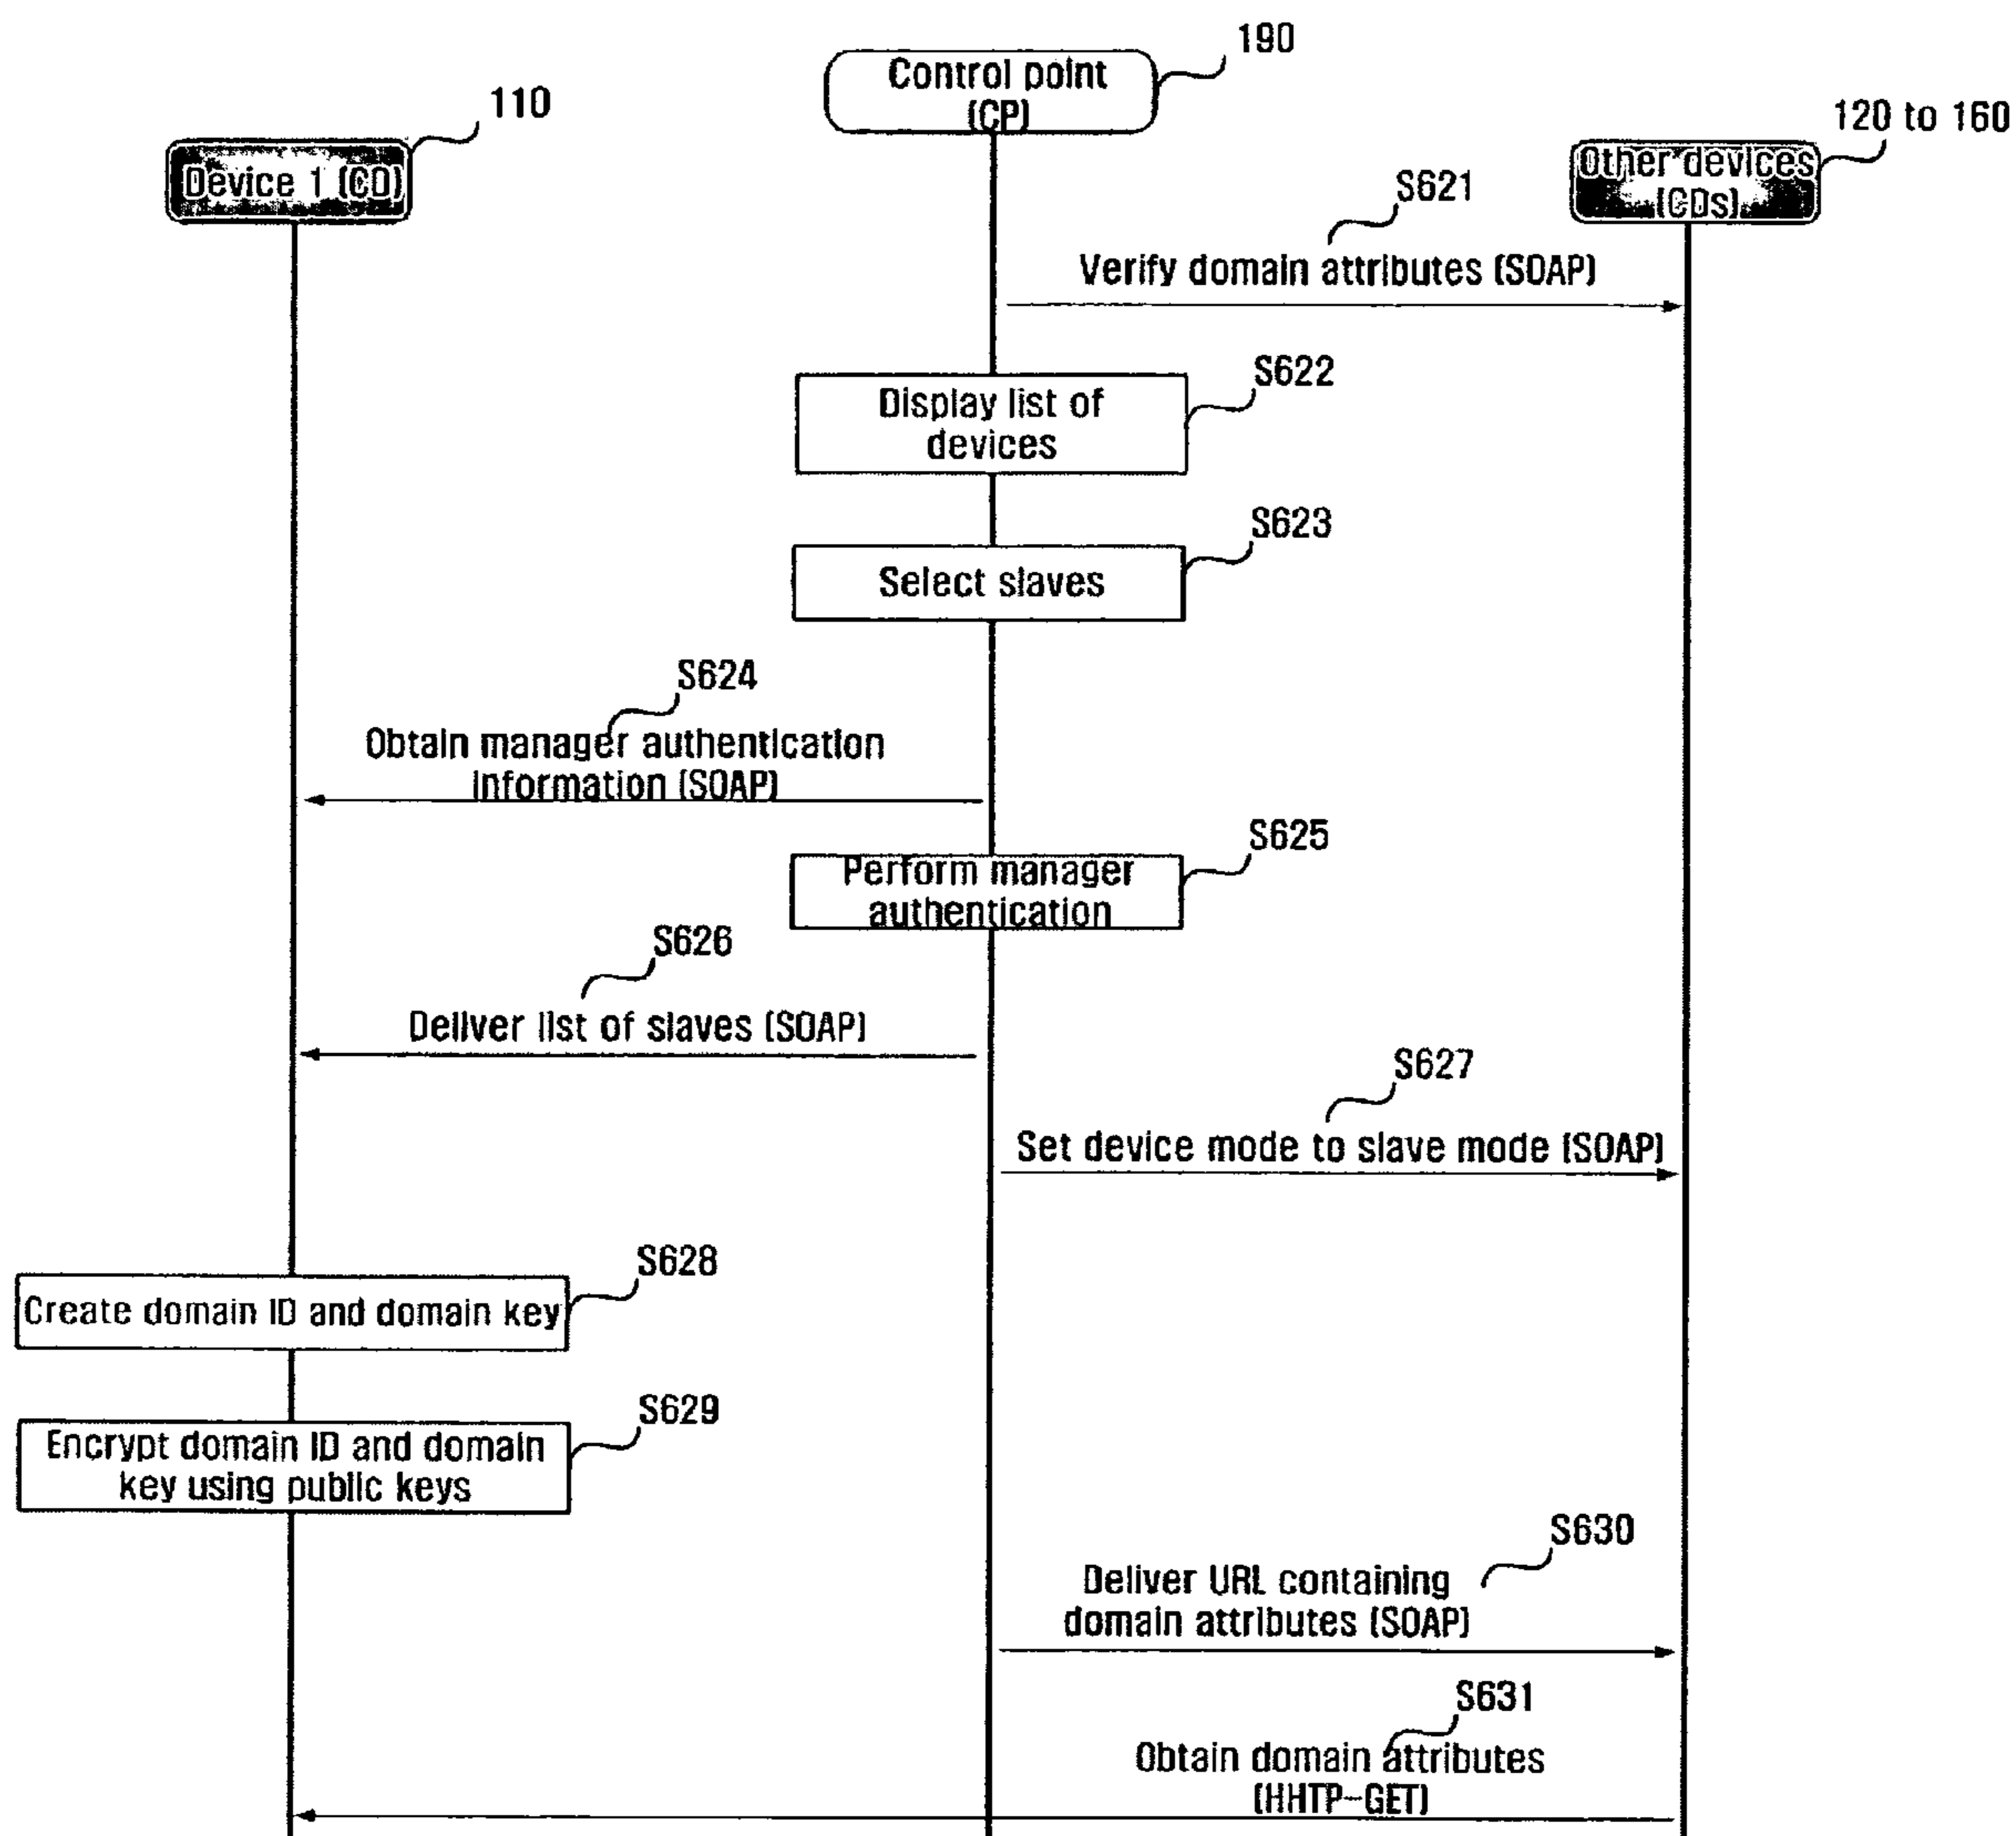 190
Control point
(CP)
110
Device 1 (CD)
120 to 160
Other devices
(CDs)
S621
Verify domain attributes (SOAP)
S622
Display list of
devices
S623
Select slaves
S624
Obtain manager authentication
information (SOAP)
S625
Perform manager
authentication
S626
Deliver list of slaves (SOAP)
S627
Set device mode to slave mode (SOAP)
S628
Create domain ID and domain key
S629
Encrypt domain ID and domain
key using public keys
S630
Deliver URL containing
domain attributes (SOAP)
S631
Obtain domain attributes
(HHTP-GET)